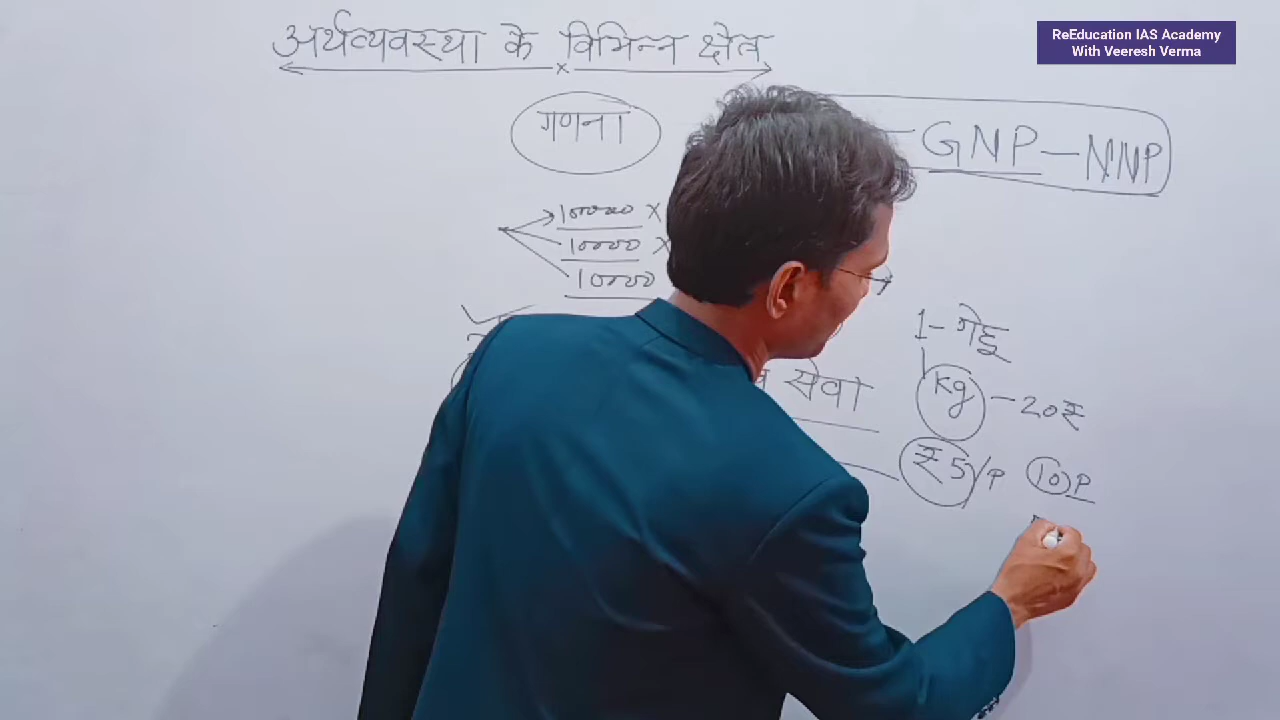 ReEducation IAS Academy
With Veeresh Verma
अर्थव्यवस्था के विभिन्न क्षेत्र
गणना
- GNP - NNP
10000 ×
10000 ×
10000
1 - गेहूं
सेवा
Kg - 20 ₹
₹5/P 10 P